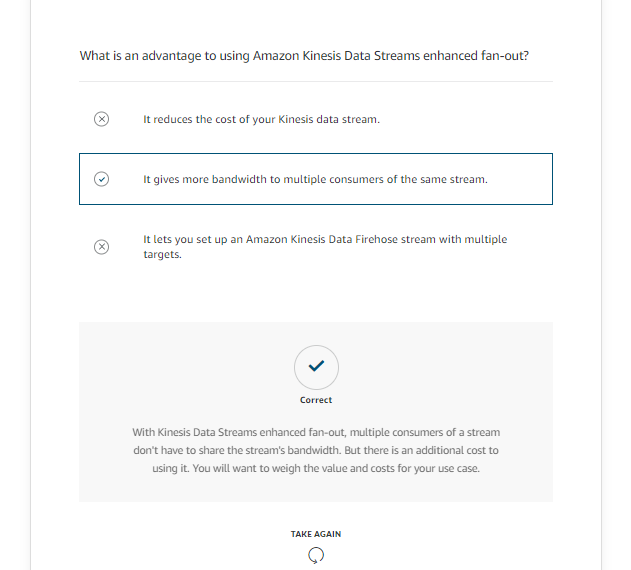 What is an advantage to using Amazon Kinesis Data Streams enhanced fan-out?
It reduces the cost of your Kinesis data stream.
It gives more bandwidth to multiple consumers of the same stream.
It lets you set up an Amazon Kinesis Data Firehose stream with multiple
targets.
Correct
With Kinesis Data Streams enhanced fan-out, multiple consumers of a stream
don't have to share the stream's bandwidth. But there is an additional cost to
using it. You will want to weigh the value and costs for your use case.
TAKE AGAIN